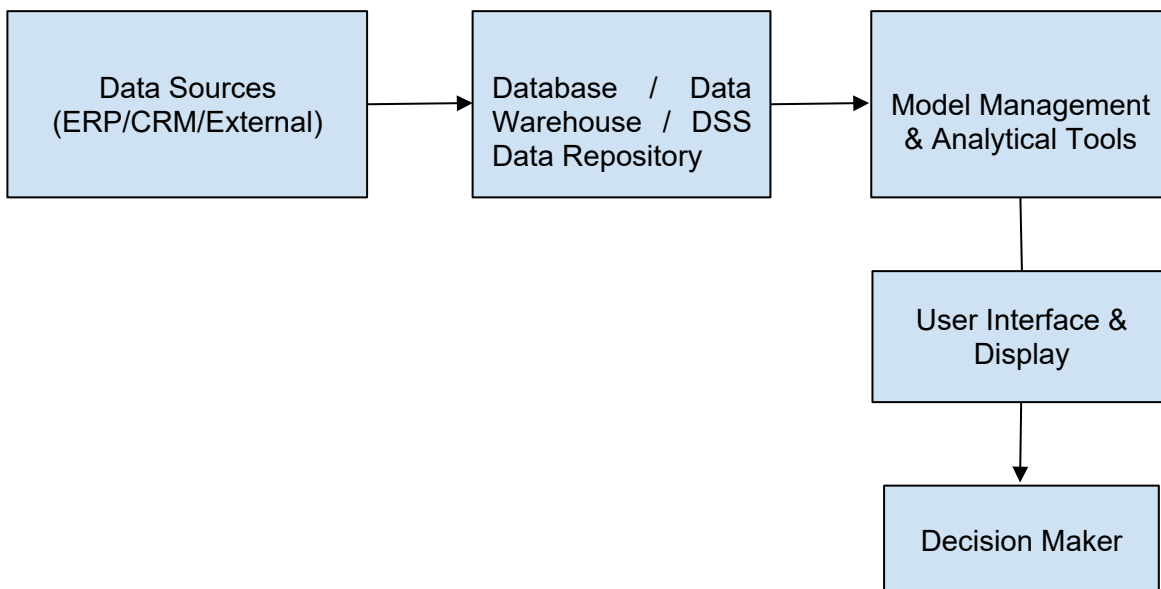 Data Sources
(ERP/CRM/External)
Database / Data
Warehouse / DSS
Data Repository
Model Management
& Analytical Tools
User Interface &
Display
Decision Maker